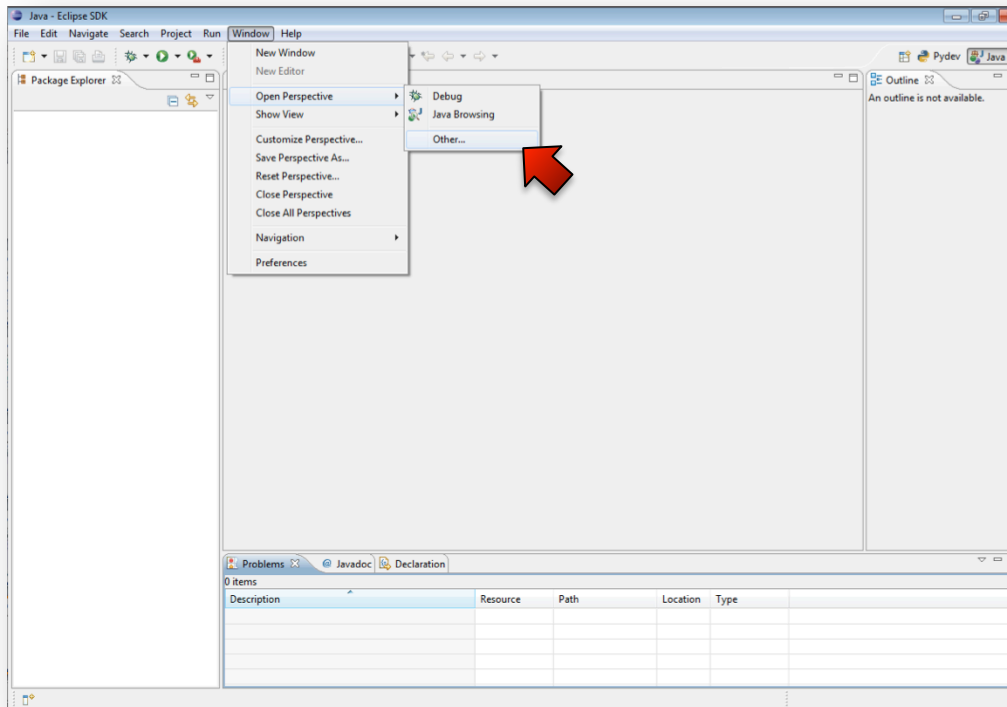 Java - Eclipse SDK
File Edit Navigate Search Project Run Window Help
Pydev Java
Package Explorer
New Window
New Editor
Open Perspective
Show View
Customize Perspective...
Save Perspective As...
Reset Perspective...
Close Perspective
Close All Perspectives
Navigation
Preferences
Debug
Java Browsing
Other...
Outline
An outline is not available.
Problems @ Javadoc Declaration
0 items
Description Resource Path Location Type